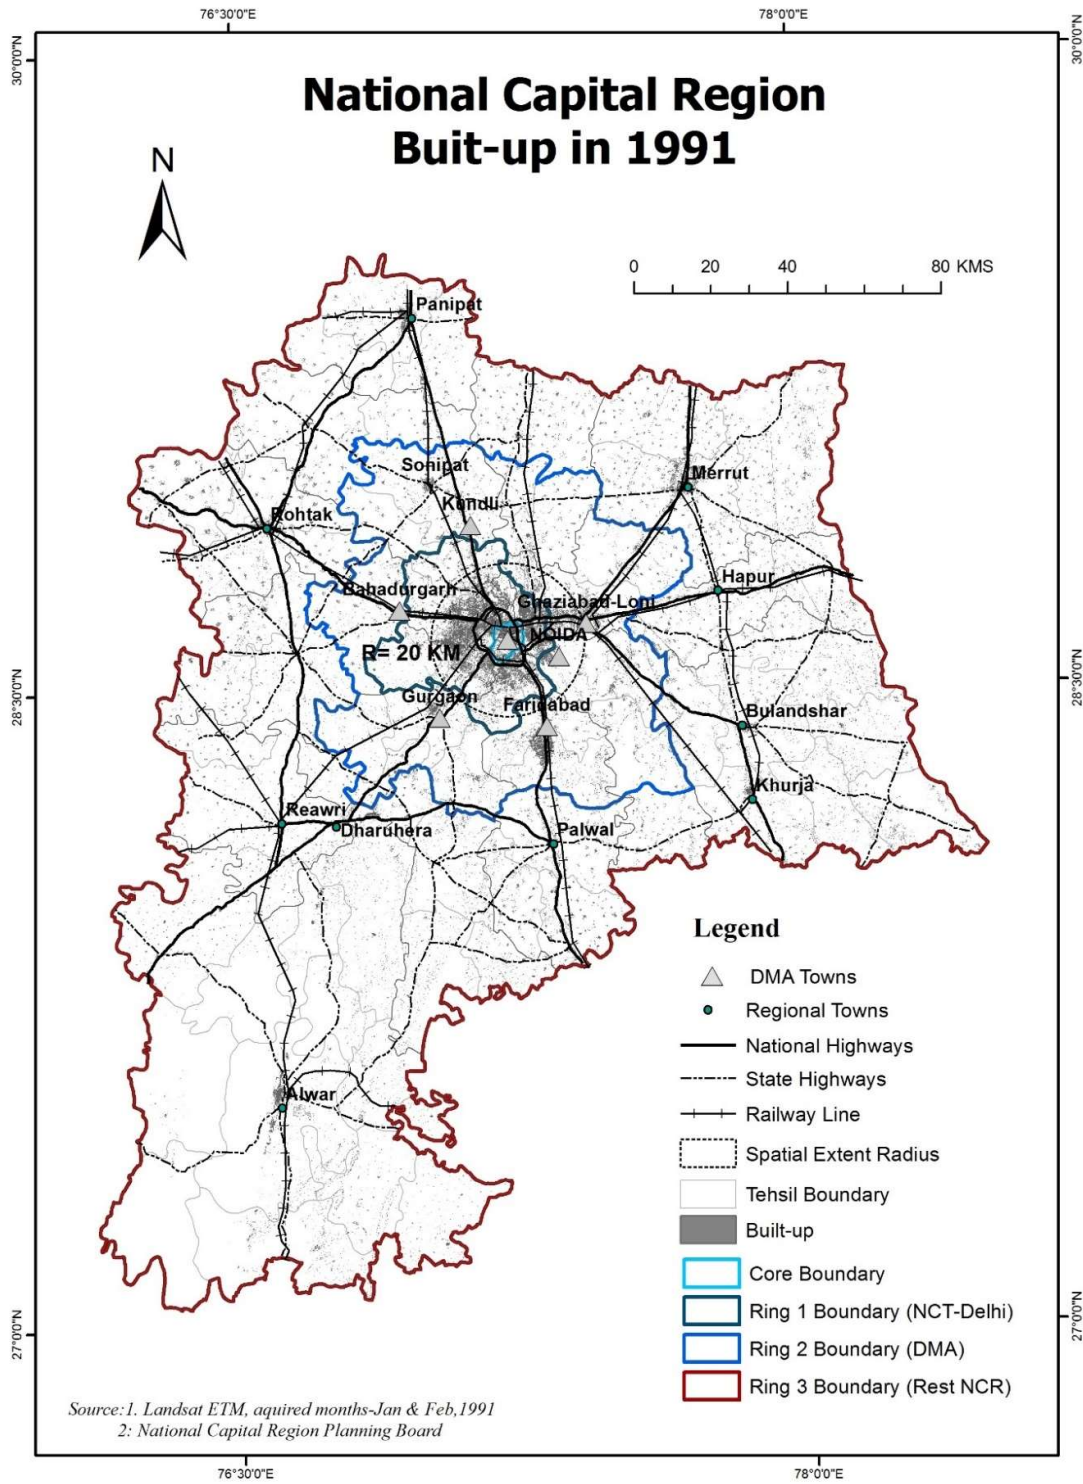 76°30'0"E 78°0'0"E
30°0'0"N 30°0'0"N
National Capital Region
Buit-up in 1991
N
0 20 40 80 KMS
Panipat
Sonipat
Merrut
Kundli
Rohtak
Hapur
Bahadurgarh
Ghaziabad-Loni
NOIDA
R= 20 KM
28°30'0"N 28°30'0"N
Gurgaon
Faridabad
Bulandshar
Khurja
Reawri
Dharuhera
Palwal
Alwar
Legend
DMA Towns
Regional Towns
National Highways
State Highways
Railway Line
Spatial Extent Radius
Tehsil Boundary
Built-up
Core Boundary
Ring 1 Boundary (NCT-Delhi)
Ring 2 Boundary (DMA)
Ring 3 Boundary (Rest NCR)
27°0'0"N 27°0'0"N
Source:1. Landsat ETM, aquired months-Jan & Feb,1991
2: National Capital Region Planning Board
76°30'0"E 78°0'0"E